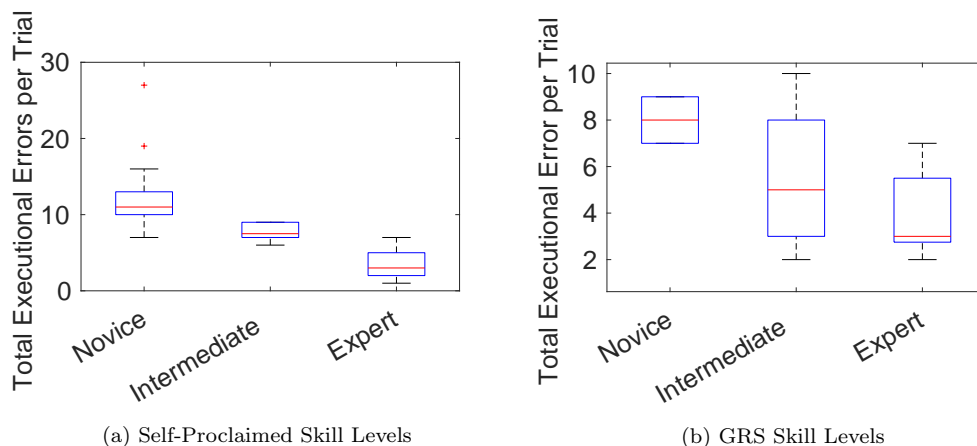 Total Executional Errors per Trial
30
20
10
0
Novice
Intermediate
Expert
(a) Self-Proclaimed Skill Levels
Total Executional Error per Trial
10
8
6
4
2
Novice
Intermediate
Expert
(b) GRS Skill Levels